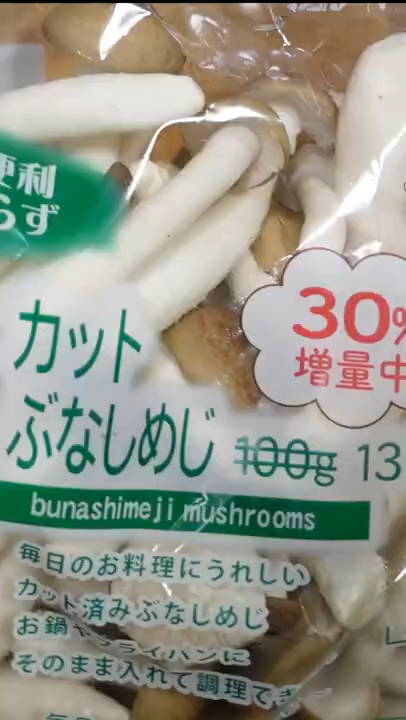 便利
らず
30%
増量中
カット
ぶなしめじ 100g 13
bunashimeji mushrooms
毎日のお料理にうれしい
カット済みぶなしめじ
お鍋やフライパンに
そのまま入れて調理でき